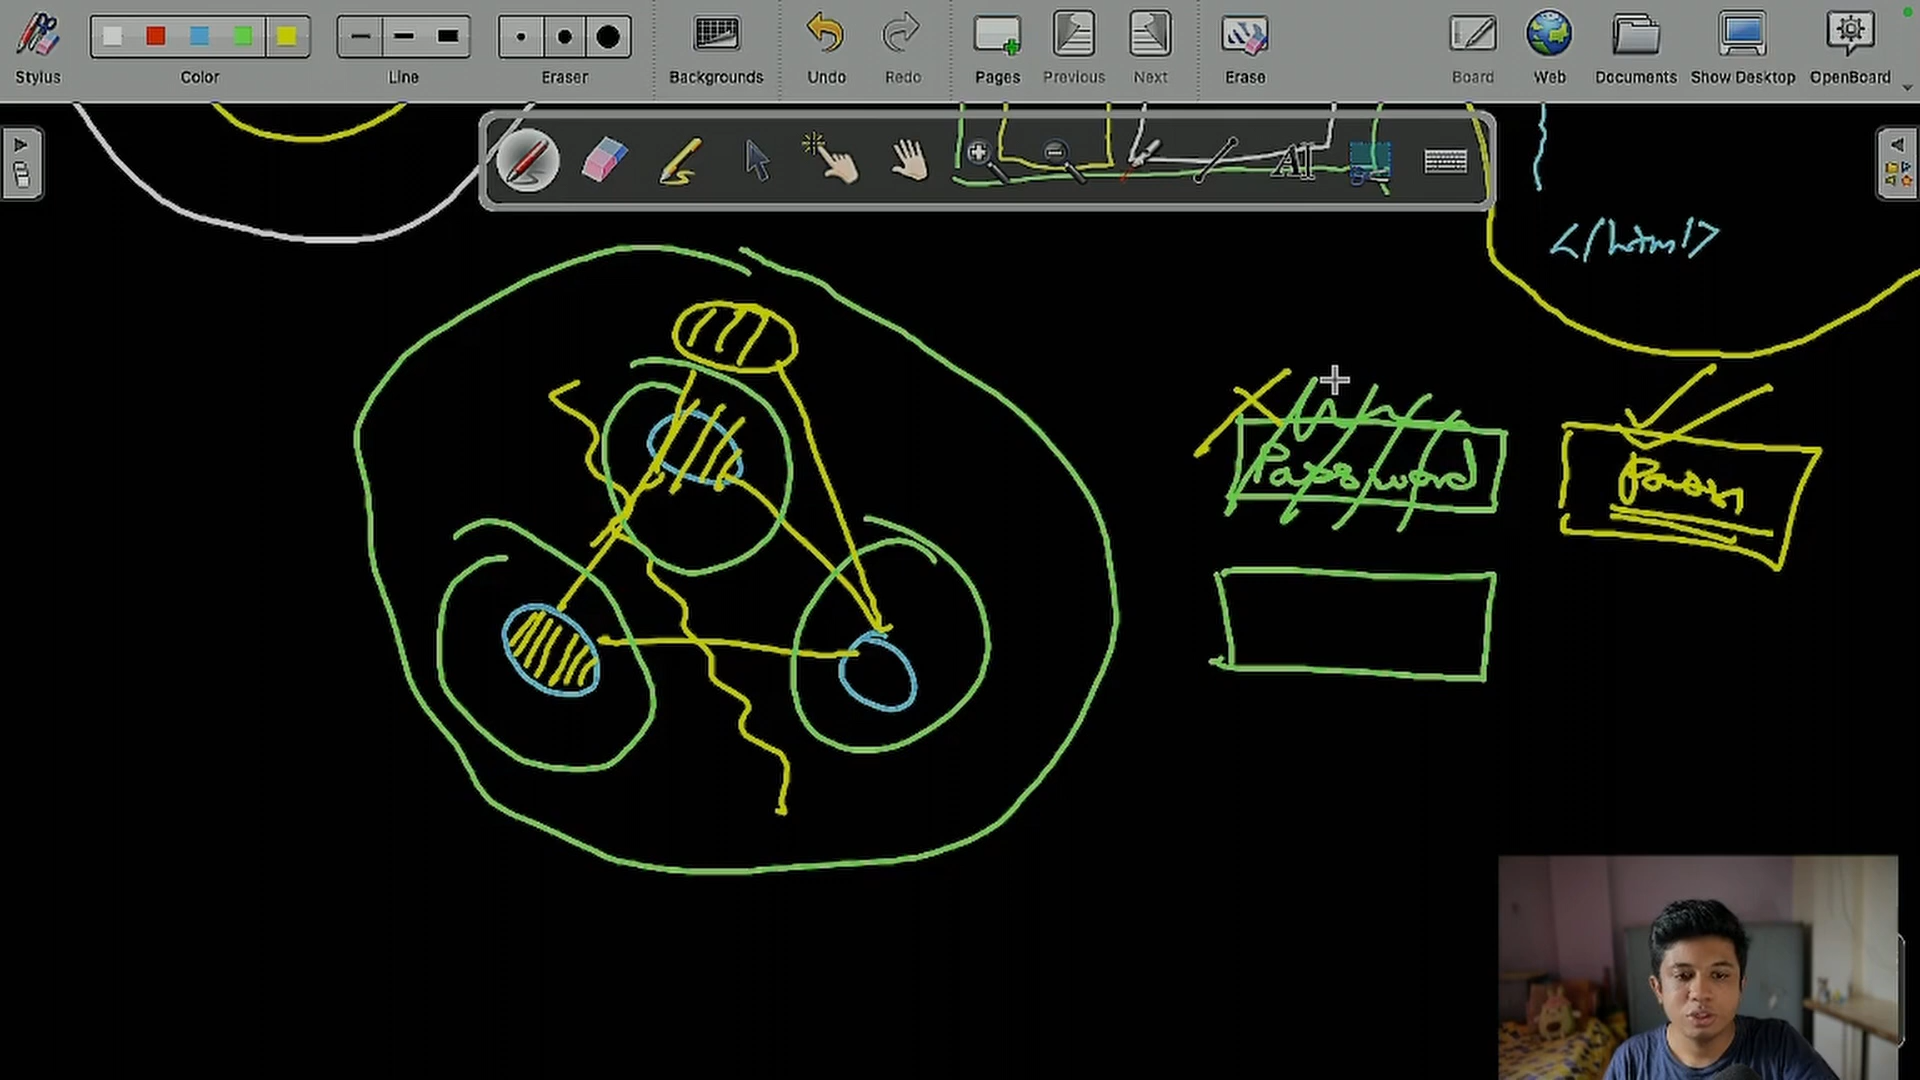 Stylus
Color
Line
Eraser
Backgrounds
Undo
Redo
Pages
Previous
Next
Erase
Board
Web
Documents
Show Desktop
OpenBoard
AI
</html>
Password